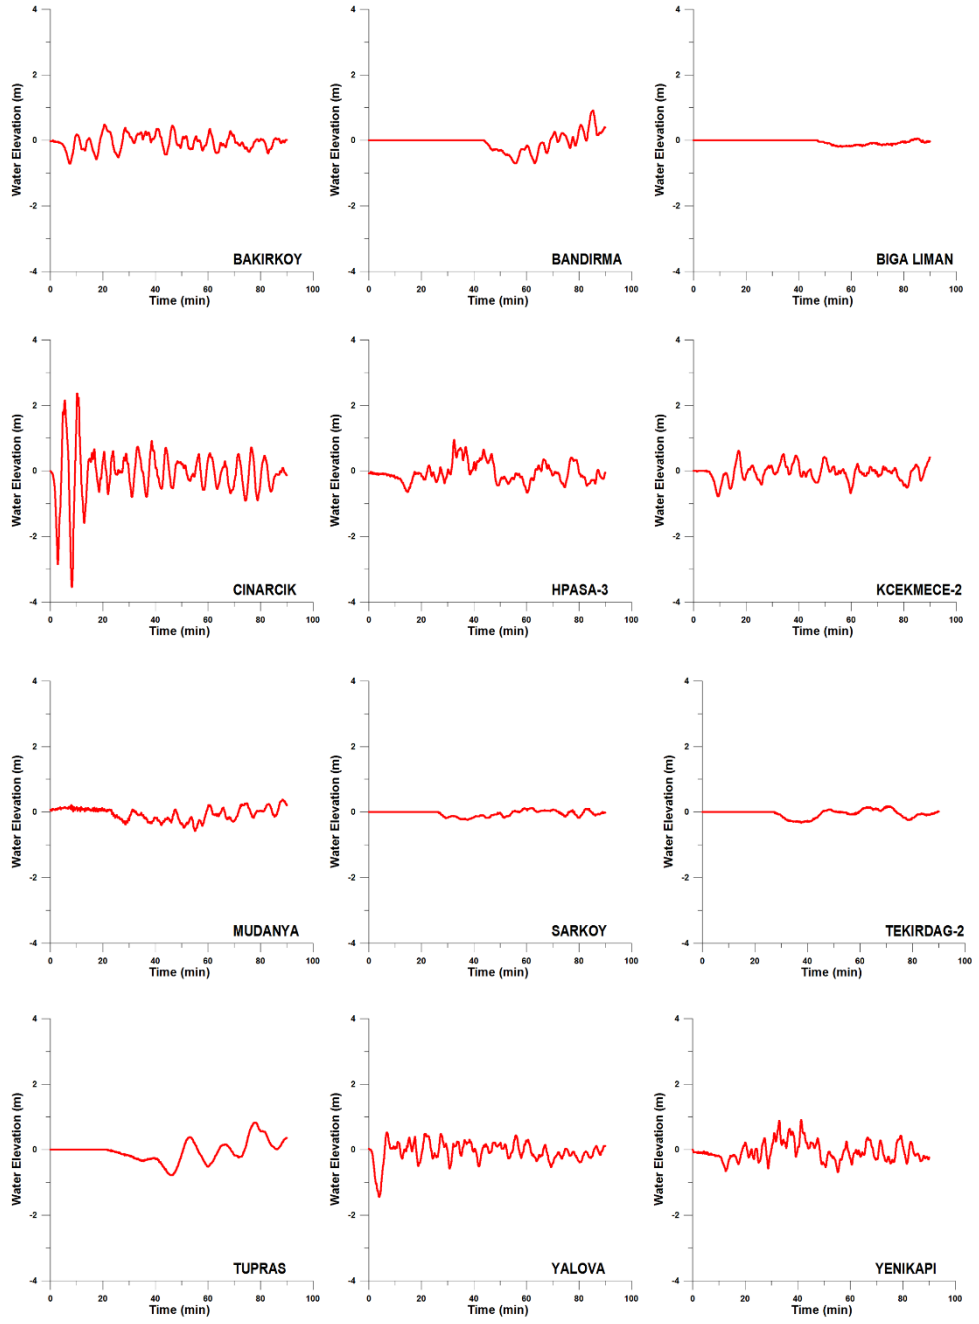 4 4 4
2 2 2
0 0 0
-2 -2 -2
-4 -4 -4
Water Elevation (m) Water Elevation (m) Water Elevation (m)
BAKIRKOY BANDIRMA BIGA LIMAN
0 20 40 60 80 100 0 20 40 60 80 100 0 20 40 60 80 100
Time (min) Time (min) Time (min)
4 4 4
2 2 2
0 0 0
-2 -2 -2
-4 -4 -4
Water Elevation (m) Water Elevation (m) Water Elevation (m)
CINARCIK HPASA-3 KCEKMECE-2
0 20 40 60 80 100 0 20 40 60 80 100 0 20 40 60 80 100
Time (min) Time (min) Time (min)
4 4 4
2 2 2
0 0 0
-2 -2 -2
-4 -4 -4
Water Elevation (m) Water Elevation (m) Water Elevation (m)
MUDANYA SARKOY TEKIRDAG-2
0 20 40 60 80 100 0 20 40 60 80 100 0 20 40 60 80 100
Time (min) Time (min) Time (min)
4 4 4
2 2 2
0 0 0
-2 -2 -2
-4 -4 -4
Water Elevation (m) Water Elevation (m) Water Elevation (m)
TUPRAS YALOVA YENIKAPI
0 20 40 60 80 100 0 20 40 60 80 100 0 20 40 60 80 100
Time (min) Time (min) Time (min)